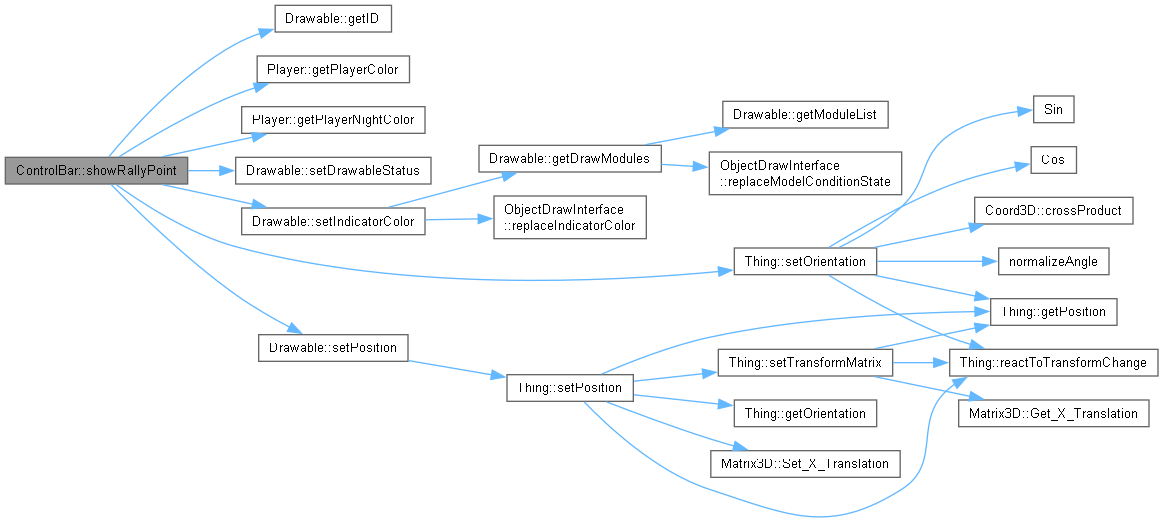 ControlBar::showRallyPoint
Drawable::getID
Player::getPlayerColor
Player::getPlayerNightColor
Drawable::setDrawableStatus
Drawable::setIndicatorColor
Drawable::getDrawModules
Drawable::getModuleList
ObjectDrawInterface
::replaceModelConditionState
ObjectDrawInterface
::replaceIndicatorColor
Thing::setOrientation
Sin
Cos
Coord3D::crossProduct
normalizeAngle
Thing::getPosition
Thing::reactToTransformChange
Drawable::setPosition
Thing::setPosition
Thing::setTransformMatrix
Matrix3D::Get_X_Translation
Thing::getOrientation
Matrix3D::Set_X_Translation